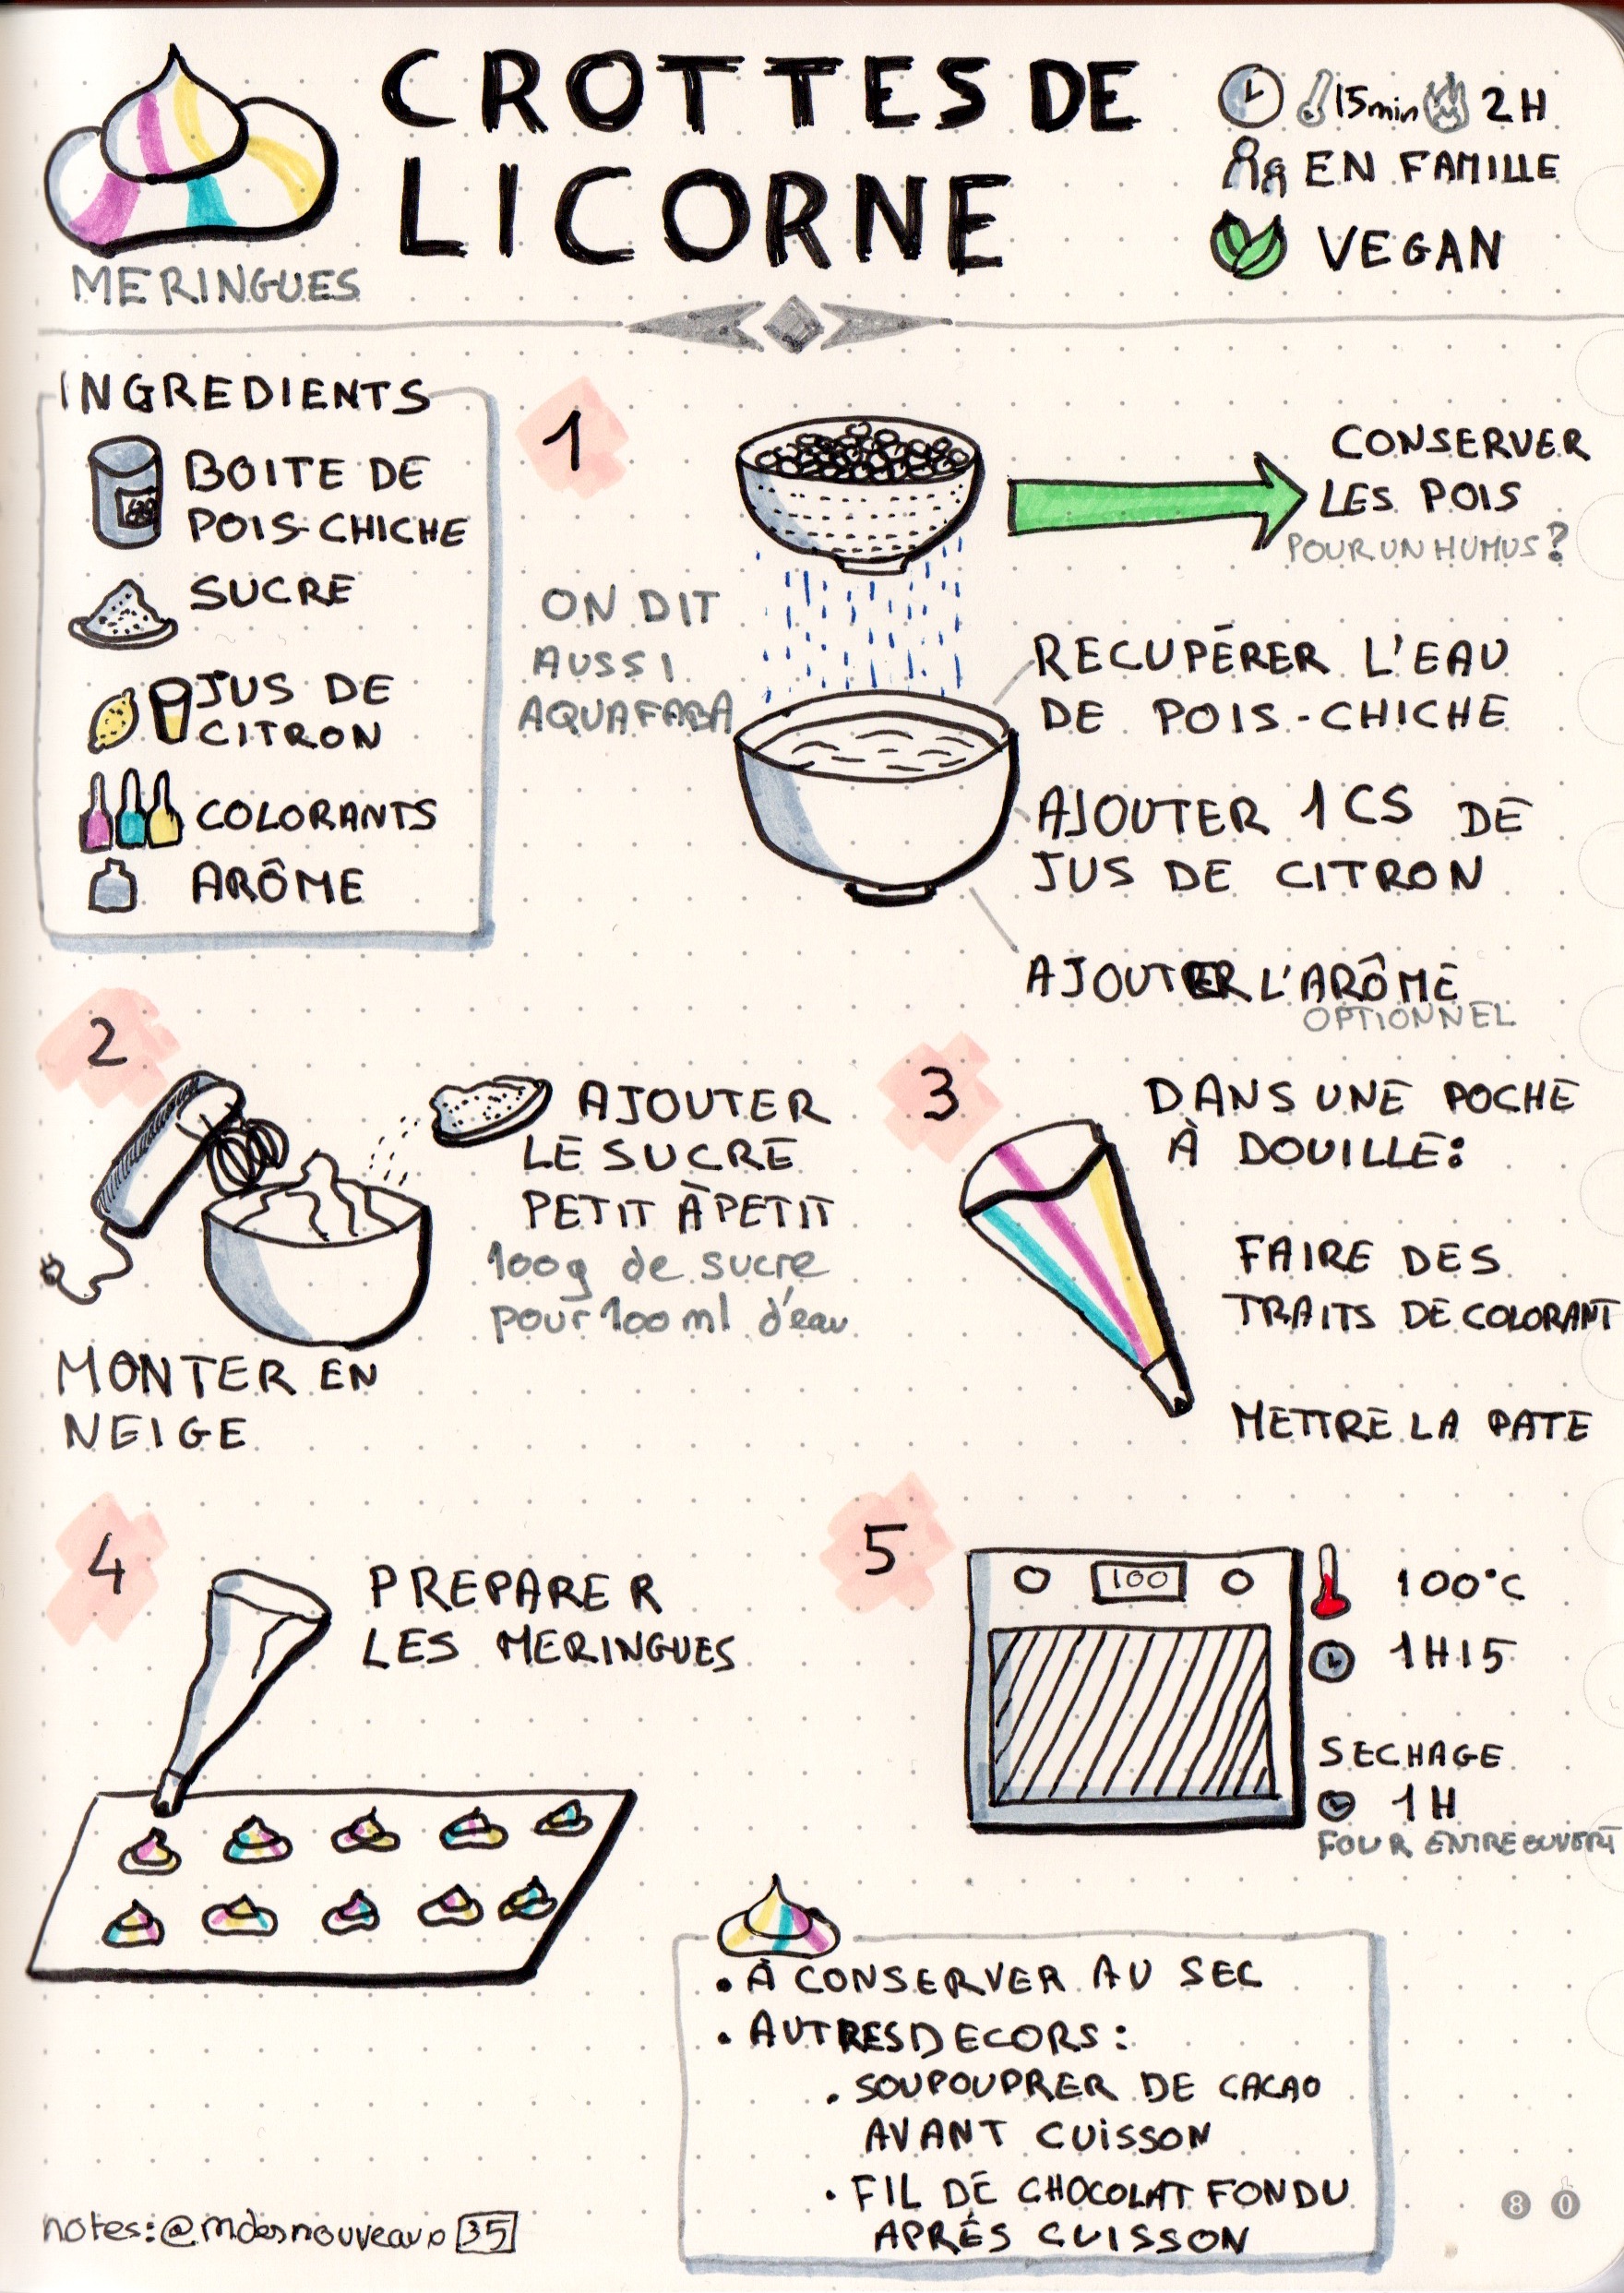 CROTTES DE
LICORNE
MERINGUES
15min 2H
EN FAMILLE
VEGAN
INGREDIENTS
BOITE DE
POIS-CHICHE
SUCRE
JUS DE
CITRON
COLORANTS
ARÔME
1
CONSERVER
LES POIS
POUR UN HUMUS?
ON DIT
AUSSI
AQUAFABA
RECUPÉRER L'EAU
DE POIS-CHICHE
AJOUTER 1 CS DE
JUS DE CITRON
AJOUTER L'ARÔME
OPTIONNEL
2
AJOUTER
LE SUCRE
PETIT À PETIT
100g de sucre
pour 100 ml d'eau
MONTER EN
NEIGE
3
DANS UNE POCHE
À DOUILLE:
FAIRE DES
TRAITS DE COLORANT
METTRE LA PATE
4
PREPARER
LES MERINGUES
5
100
100°C
1H15
SECHAGE
1H
FOUR ENTREOUVERT
• À CONSERVER AU SEC
• AUTRES DECORS:
• SOUPOUPRER DE CACAO
AVANT CUISSON
• FIL DE CHOCOLAT FONDU
APRÈS CUISSON
notes: @mdesnouveaux 35
8 0